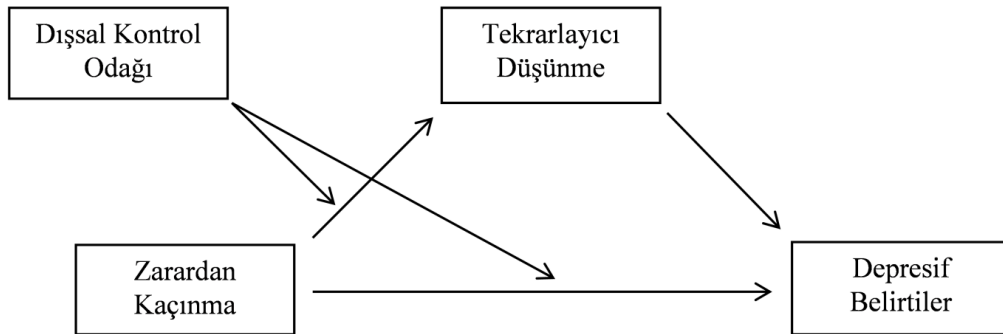 Dışsal Kontrol
Odağı
Tekrarlayıcı
Düşünme
Zarardan
Kaçınma
Depresif
Belirtiler